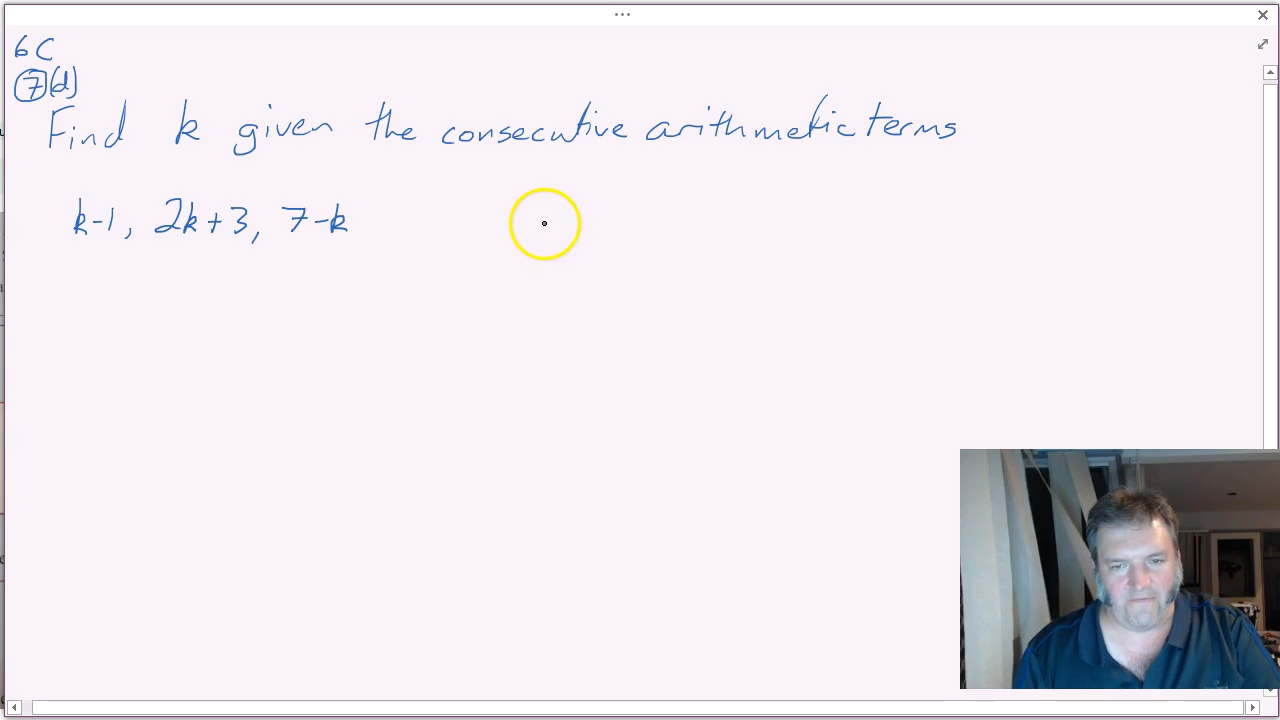 6C
7(d)
Find k given the consecutive arithmetic terms
k-1, 2k+3, 7-k